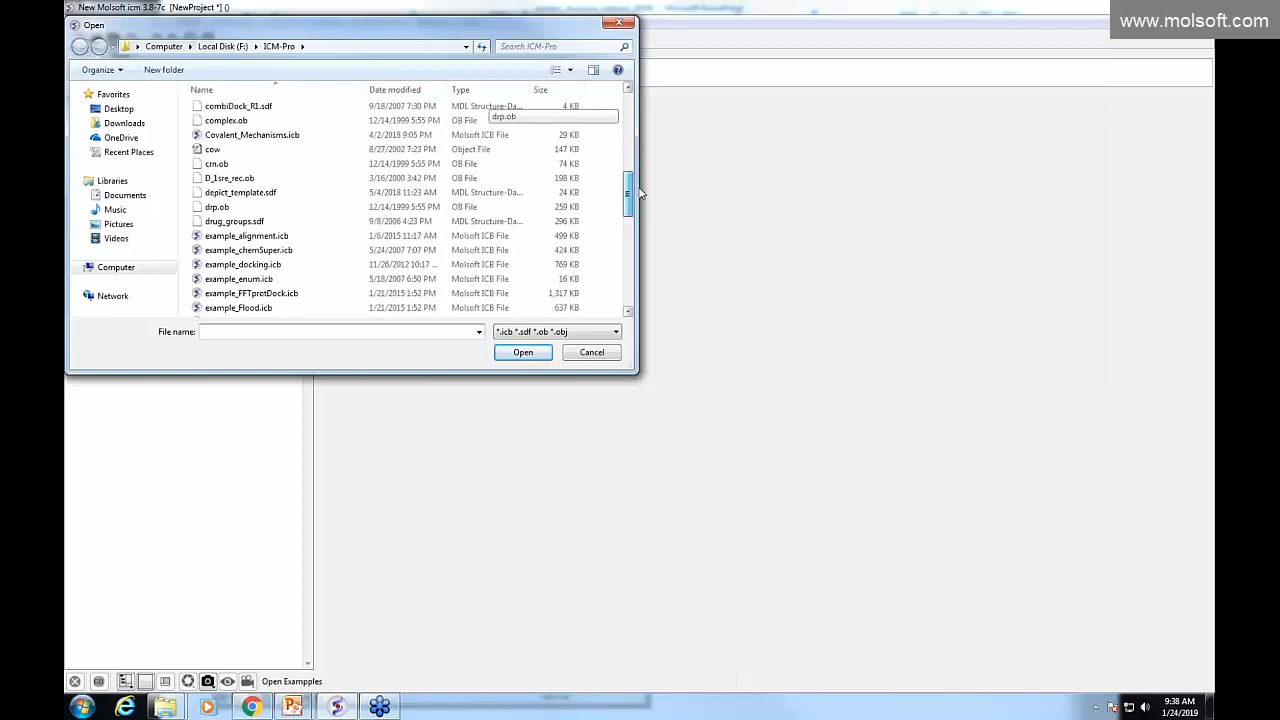 New Molsoft icm 3.8-7c [NewProject *] ()
www.molsoft.com
Open
Computer Local Disk (F:) ICM-Pro
Search ICM-Pro
Organize New folder
Name Date modified Type Size
Favorites
Desktop
Downloads
OneDrive
Recent Places
Libraries
Documents
Music
Pictures
Videos
Computer
Network
combiDock_R1.sdf 9/18/2007 7:30 PM MDL Structure-Da... 4 KB
drp.ob
complex.ob 12/14/1999 5:55 PM OB File
Covalent_Mechanisms.icb 4/2/2018 9:05 PM Molsoft ICB File 29 KB
cow 8/27/2002 7:23 PM Object File 147 KB
crn.ob 12/14/1999 5:55 PM OB File 74 KB
D_1sre_rec.ob 3/16/2000 3:42 PM OB File 198 KB
depict_template.sdf 5/4/2018 11:23 AM MDL Structure-Da... 24 KB
drp.ob 12/14/1999 5:55 PM OB File 259 KB
drug_groups.sdf 9/8/2006 4:23 PM MDL Structure-Da... 296 KB
example_alignment.icb 1/6/2015 11:17 AM Molsoft ICB File 499 KB
example_chemSuper.icb 5/24/2007 7:07 PM Molsoft ICB File 424 KB
example_docking.icb 11/26/2012 10:17 ... Molsoft ICB File 769 KB
example_enum.icb 5/18/2007 6:50 PM Molsoft ICB File 16 KB
example_FFTprotDock.icb 1/21/2015 1:52 PM Molsoft ICB File 1,317 KB
example_Flood.icb 1/21/2015 1:52 PM Molsoft ICB File 637 KB
File name: *.icb *.sdf *.ob *.obj
Open Cancel
Open Exampples
9:38 AM
1/24/2019